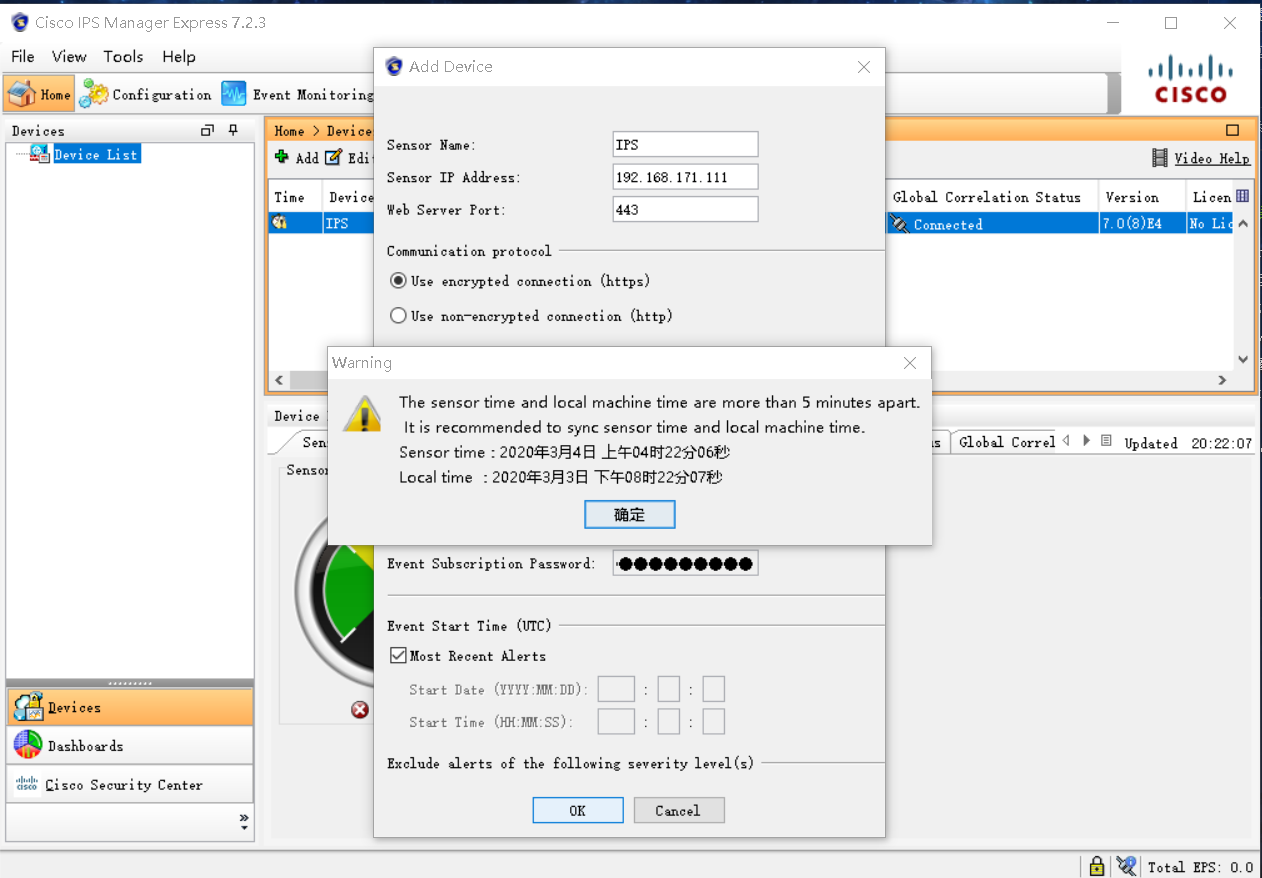 Cisco IPS Manager Express 7.2.3
File View Tools Help
Home Configuration Event Monitoring
CISCO
Devices
Device List
Home > Device
Add Edi
Video Help
Time Device Global Correlation Status Version Licen
IPS Connected 7.0(8)E4 No Lic
Add Device
Sensor Name: IPS
Sensor IP Address: 192.168.171.111
Web Server Port: 443
Communication protocol
Use encrypted connection (https)
Use non-encrypted connection (http)
Warning
The sensor time and local machine time are more than 5 minutes apart.
It is recommended to sync sensor time and local machine time.
Sensor time : 2020年3月4日 上午04时22分06秒
Local time : 2020年3月3日 下午08时22分07秒
确定
Device
Sen
Global Correl Updated 20:22:07
Sensor
Event Subscription Password: ●●●●●●●●●
Event Start Time (UTC)
Most Recent Alerts
Start Date (YYYY:MM:DD): : :
Start Time (HH:MM:SS): : :
Exclude alerts of the following severity level(s)
OK Cancel
Devices
Dashboards
Cisco Security Center
Total EPS: 0.0